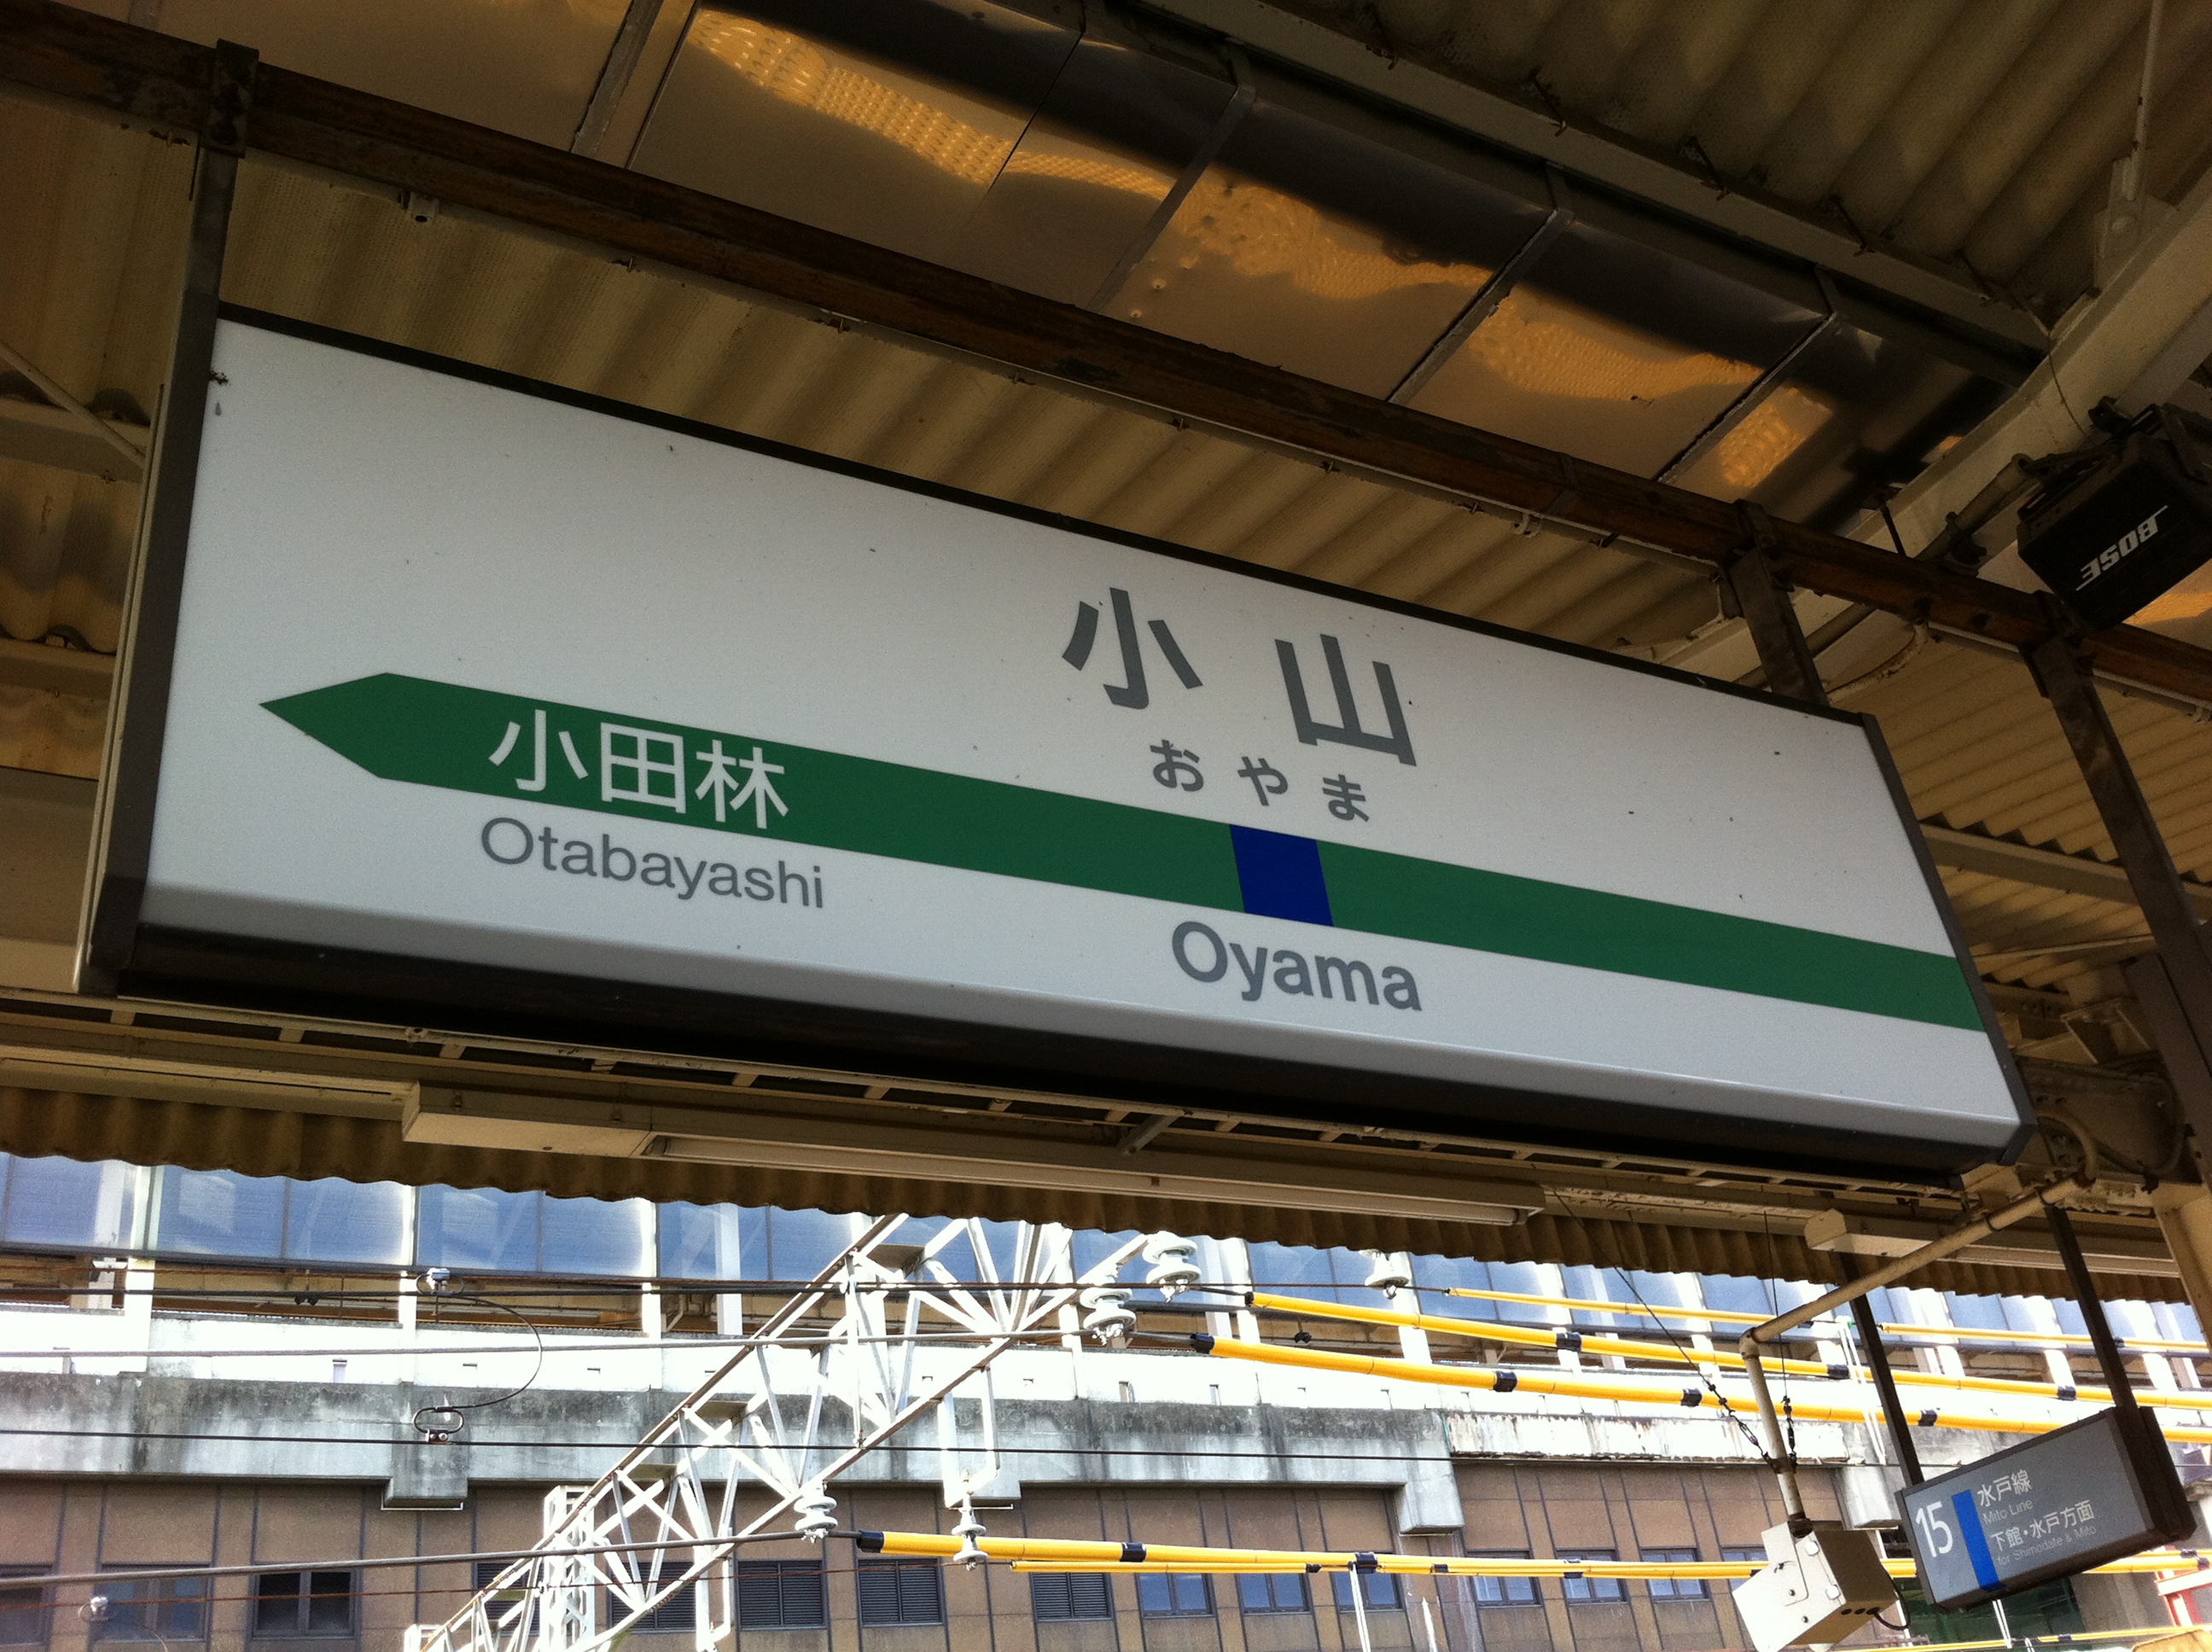 小山
おやま
小田林
Otabayashi
Oyama
BOSE
15
水戸線
Mito Line
下館・水戸方面
for Shimodate & Mito